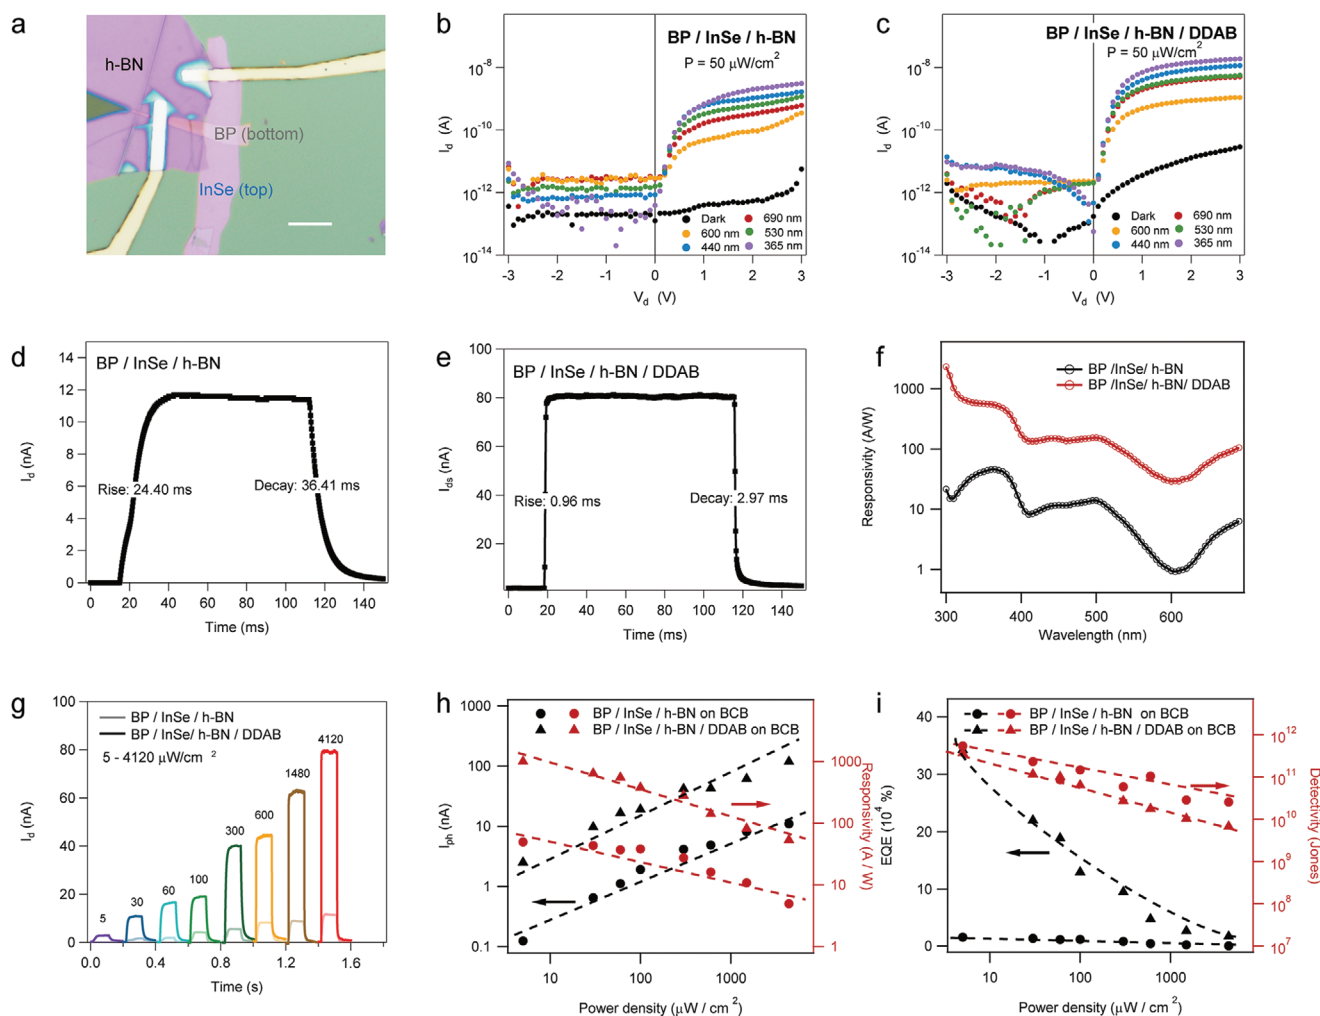 a
h-BN
BP (bottom)
InSe (top)
b
BP / InSe / h-BN
P = 50 μW/cm²
I_d (A)
10⁻⁸
10⁻¹⁰
10⁻¹²
10⁻¹⁴
Dark
690 nm
600 nm
530 nm
440 nm
365 nm
-3 -2 -1 0 1 2 3
V_d (V)
c
BP / InSe / h-BN / DDAB
P = 50 μW/cm²
I_d (A)
10⁻⁸
10⁻¹⁰
10⁻¹²
10⁻¹⁴
Dark
690 nm
600 nm
530 nm
440 nm
365 nm
-3 -2 -1 0 1 2 3
V_d (V)
d
BP / InSe / h-BN
I_d (nA)
14
12
10
8
6
4
2
0
Rise: 24.40 ms
Decay: 36.41 ms
0 20 40 60 80 100 120 140
Time (ms)
e
BP / InSe / h-BN / DDAB
I_ds (nA)
100
80
60
40
20
Rise: 0.96 ms
Decay: 2.97 ms
0 20 40 60 80 100 120 140
Time (ms)
f
BP /InSe/ h-BN
BP /InSe/ h-BN/ DDAB
Responsivity (A/W)
1000
100
10
1
300 400 500 600
Wavelength (nm)
g
BP / InSe / h-BN
BP / InSe/ h-BN / DDAB
5 - 4120 μW/cm ²
I_d (nA)
100
80
60
40
20
0
5
30
60
100
300
600
1480
4120
0.0 0.4 0.8 1.2 1.6
Time (s)
h
BP / InSe / h-BN on BCB
BP / InSe / h-BN / DDAB on BCB
I_ph (nA)
1000
100
10
1
0.1
Responsivity (A / W)
1000
100
10
1
10 100 1000
Power density (μW / cm²)
i
BP / InSe / h-BN on BCB
BP / InSe / h-BN / DDAB on BCB
EQE (10⁴ %)
40
30
20
10
0
Detectivity (Jones)
10¹²
10¹¹
10¹⁰
10⁹
10⁸
10⁷
10 100 1000
Power density (μW / cm²)